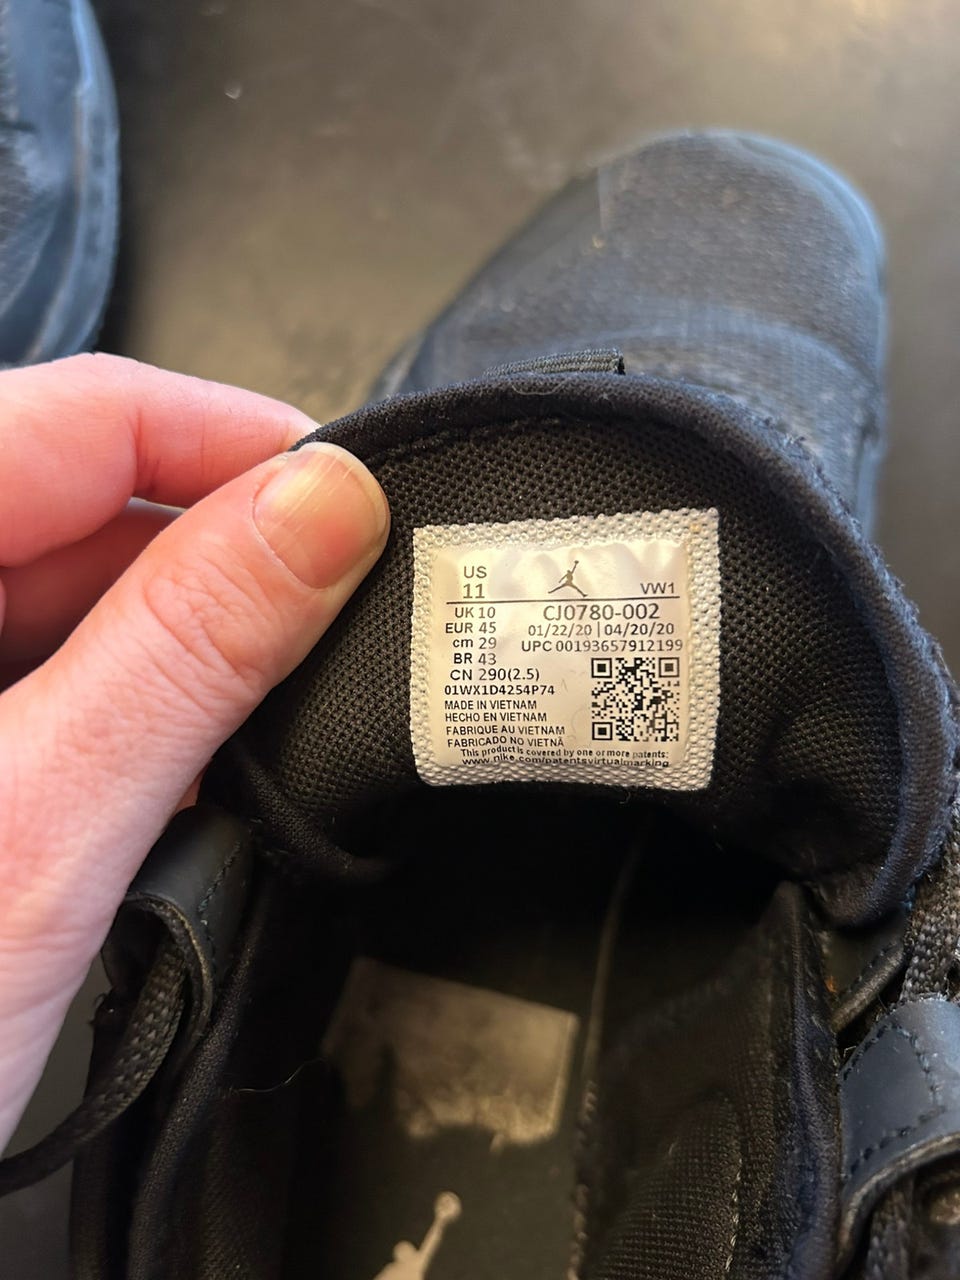 US
11
VW1
UK 10
CJ0780-002
EUR 45
01/22/20 | 04/20/20
cm 29
UPC 00193657912199
BR 43
CN 290(2.5)
01WX1D4254P74
MADE IN VIETNAM
HECHO EN VIETNAM
FABRIQUE AU VIETNAM
FABRICADO NO VIETNÃ
This product is covered by one or more patents:
www.nike.com/patentsvirtualmarking